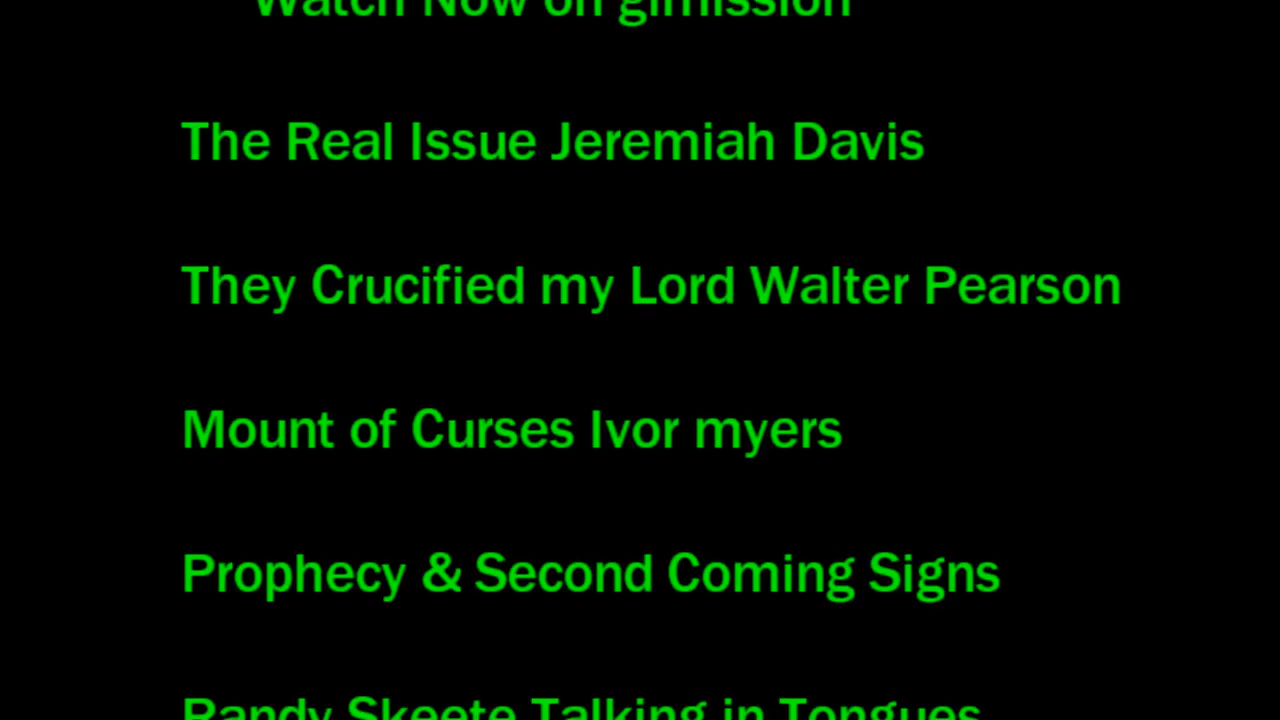 Watch Now on gimission
The Real Issue Jeremiah Davis
They Crucified my Lord Walter Pearson
Mount of Curses Ivor myers
Prophecy & Second Coming Signs
Randy Skeete Talking in Tongues